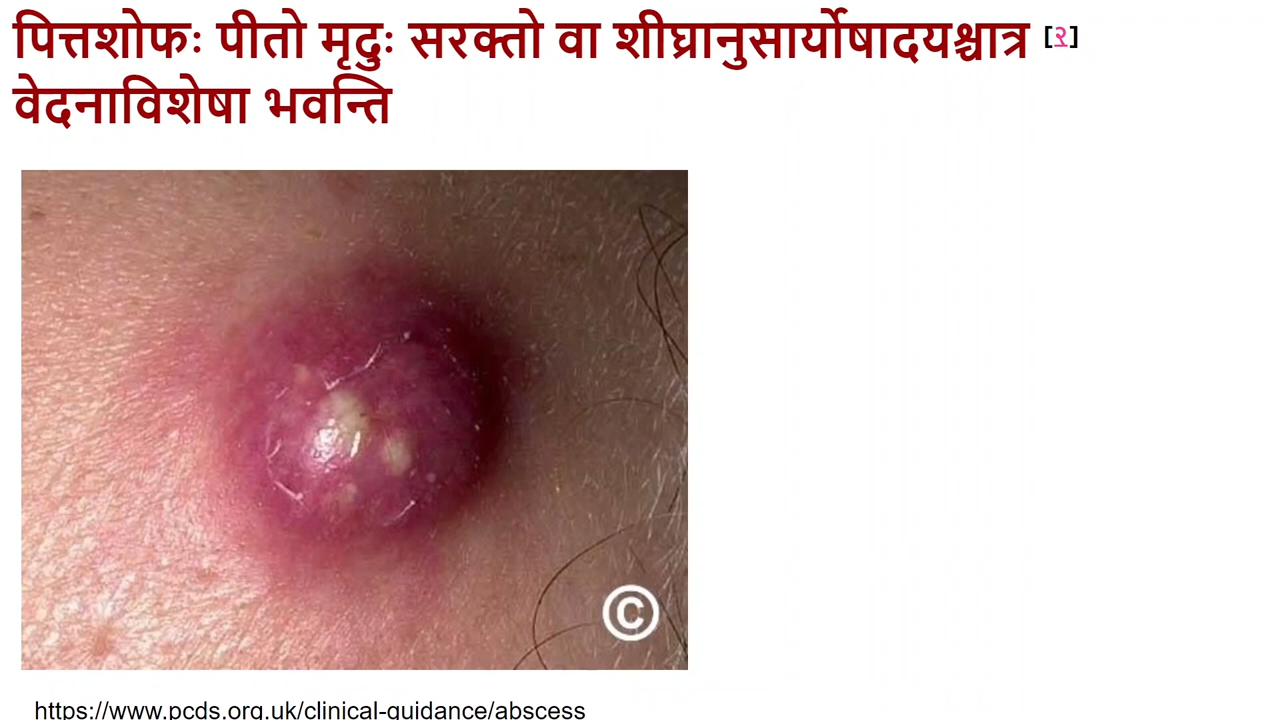 पित्तशोफः पीतो मृदुः सरक्तो वा शीघ्रानुसार्योषादयश्चात्र [२]
वेदनाविशेषा भवन्ति
©
https://www.pcds.org.uk/clinical-guidance/abscess